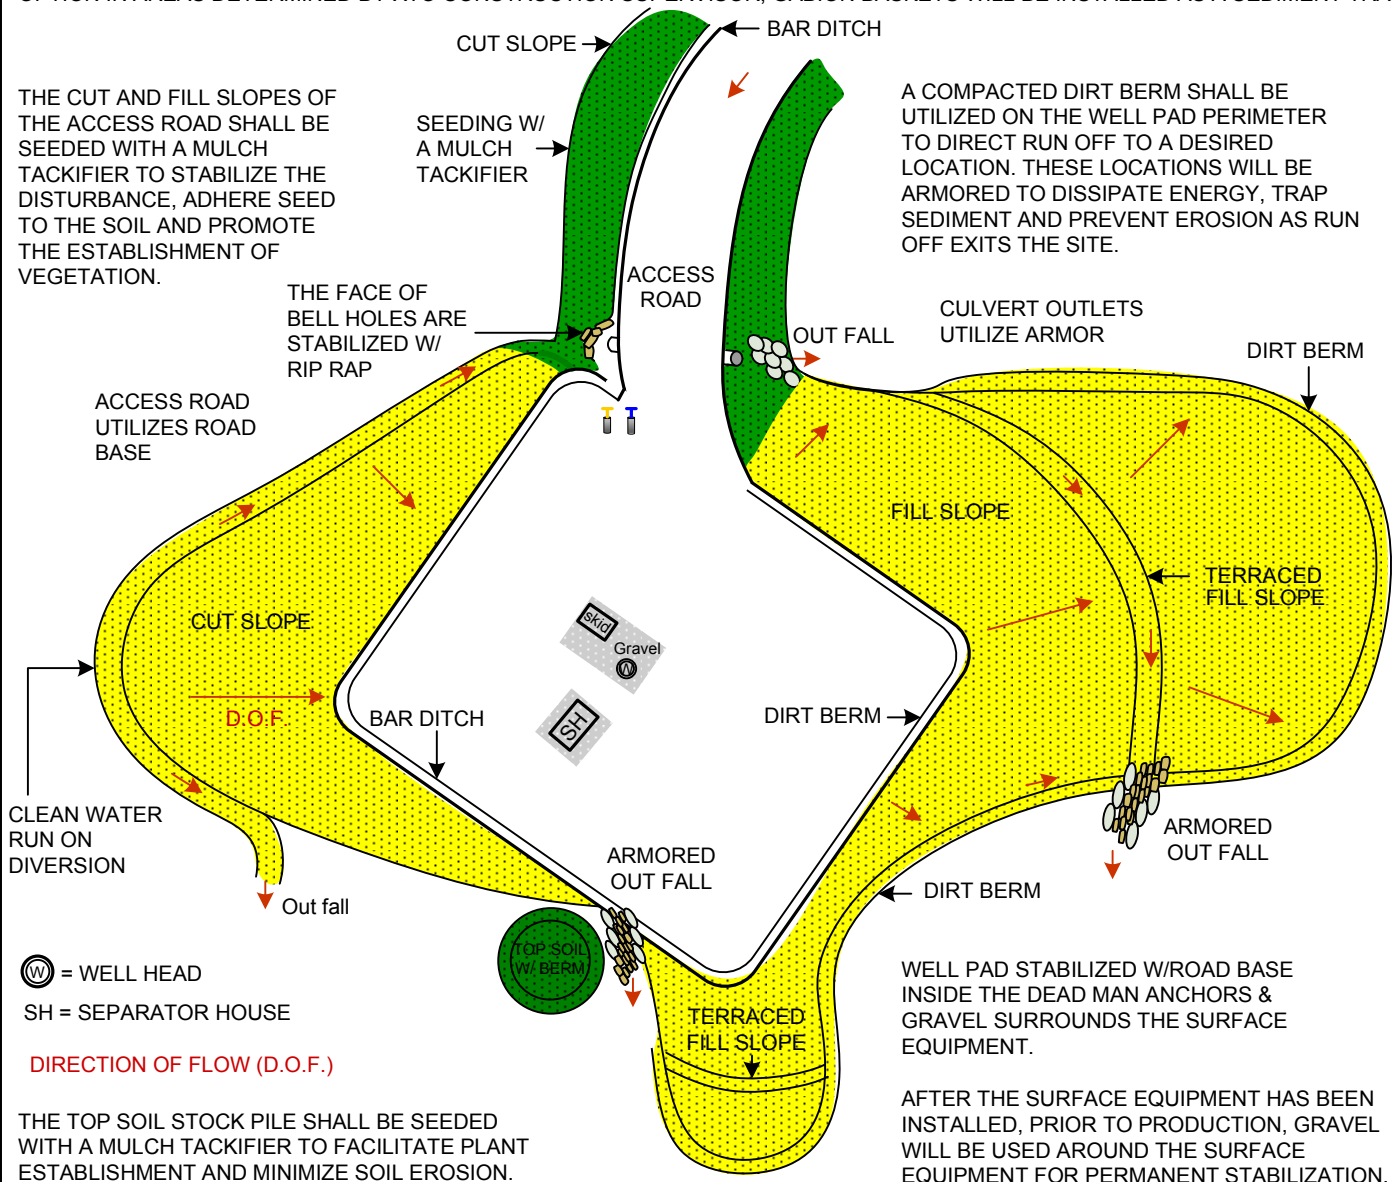 CUT SLOPE
BAR DITCH
THE CUT AND FILL SLOPES OF
THE ACCESS ROAD SHALL BE
SEEDED WITH A MULCH
TACKIFIER TO STABILIZE THE
DISTURBANCE, ADHERE SEED
TO THE SOIL AND PROMOTE
THE ESTABLISHMENT OF
VEGETATION.
SEEDING W/
A MULCH
TACKIFIER
A COMPACTED DIRT BERM SHALL BE
UTILIZED ON THE WELL PAD PERIMETER
TO DIRECT RUN OFF TO A DESIRED
LOCATION. THESE LOCATIONS WILL BE
ARMORED TO DISSIPATE ENERGY, TRAP
SEDIMENT AND PREVENT EROSION AS RUN
OFF EXITS THE SITE.
ACCESS
ROAD
THE FACE OF
BELL HOLES ARE
STABILIZED W/
RIP RAP
OUT FALL
CULVERT OUTLETS
UTILIZE ARMOR
DIRT BERM
ACCESS ROAD
UTILIZES ROAD
BASE
FILL SLOPE
TERRACED
FILL SLOPE
CUT SLOPE
skid
Gravel
W
SH
D.O.F.
BAR DITCH
DIRT BERM
CLEAN WATER
RUN ON
DIVERSION
ARMORED
OUT FALL
ARMORED
OUT FALL
DIRT BERM
Out fall
TOP SOIL
W/ BERM
W = WELL HEAD
SH = SEPARATOR HOUSE
DIRECTION OF FLOW (D.O.F.)
TERRACED
FILL SLOPE
WELL PAD STABILIZED W/ROAD BASE
INSIDE THE DEAD MAN ANCHORS &
GRAVEL SURROUNDS THE SURFACE
EQUIPMENT.
THE TOP SOIL STOCK PILE SHALL BE SEEDED
WITH A MULCH TACKIFIER TO FACILITATE PLANT
ESTABLISHMENT AND MINIMIZE SOIL EROSION.
AFTER THE SURFACE EQUIPMENT HAS BEEN
INSTALLED, PRIOR TO PRODUCTION, GRAVEL
WILL BE USED AROUND THE SURFACE
EQUIPMENT FOR PERMANENT STABILIZATION.